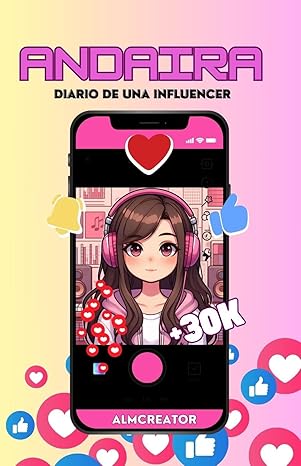 ANDAIRA
DIARIO DE UNA INFLUENCER
+30K
ALMCREATOR